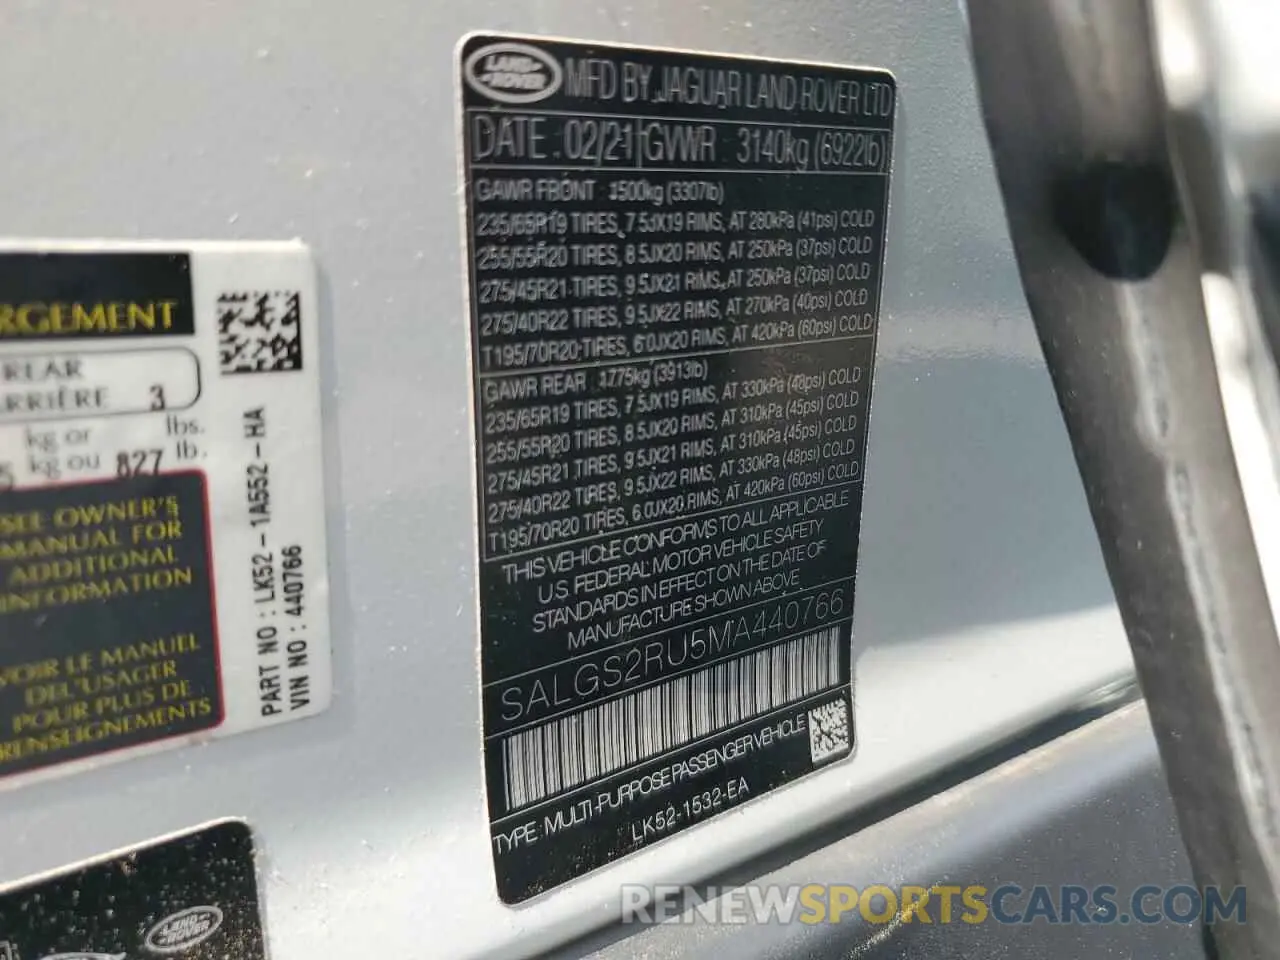 LAND ROVER
MFD BY JAGUAR LAND ROVER LTD
DATE 02/21 GVWR 3140kg (6922lb)
GAWR FRONT 1500kg (3307lb)
235/65R19 TIRES, 7.5JX19 RIMS, AT 280kPa (41psi) COLD
255/55R20 TIRES, 8.5JX20 RIMS, AT 250kPa (37psi) COLD
275/45R21 TIRES, 9.5JX21 RIMS, AT 250kPa (37psi) COLD
275/40R22 TIRES, 9.5JX22 RIMS, AT 270kPa (40psi) COLD
T195/70R20 TIRES, 6.0JX20 RIMS, AT 420kPa (60psi) COLD
GAWR REAR 1775kg (3913lb)
235/65R19 TIRES, 7.5JX19 RIMS, AT 330kPa (48psi) COLD
255/55R20 TIRES, 8.5JX20 RIMS, AT 310kPa (45psi) COLD
275/45R21 TIRES, 9.5JX21 RIMS, AT 310kPa (45psi) COLD
275/40R22 TIRES, 9.5JX22 RIMS, AT 330kPa (48psi) COLD
T195/70R20 TIRES, 6.0JX20 RIMS, AT 420kPa (60psi) COLD
THIS VEHICLE CONFORMS TO ALL APPLICABLE
U.S. FEDERAL MOTOR VEHICLE SAFETY
STANDARDS IN EFFECT ON THE DATE OF
MANUFACTURE SHOWN ABOVE
SALGS2RU5MA440766
TYPE: MULTI-PURPOSE PASSENGER VEHICLE
LK52-1532-EA
RGEMENT
REAR
RRIÈRE 3
kg or lbs.
5 kg ou 827 lb.
SEE OWNER'S
MANUAL FOR
ADDITIONAL
INFORMATION
VOIR LE MANUEL
DEL'USAGER
POUR PLUS DE
RENSEIGNEMENTS
PART NO : LK52-1A552-HA
VIN NO : 440766
LAND ROVER
RENEWSPORTSCARS.COM